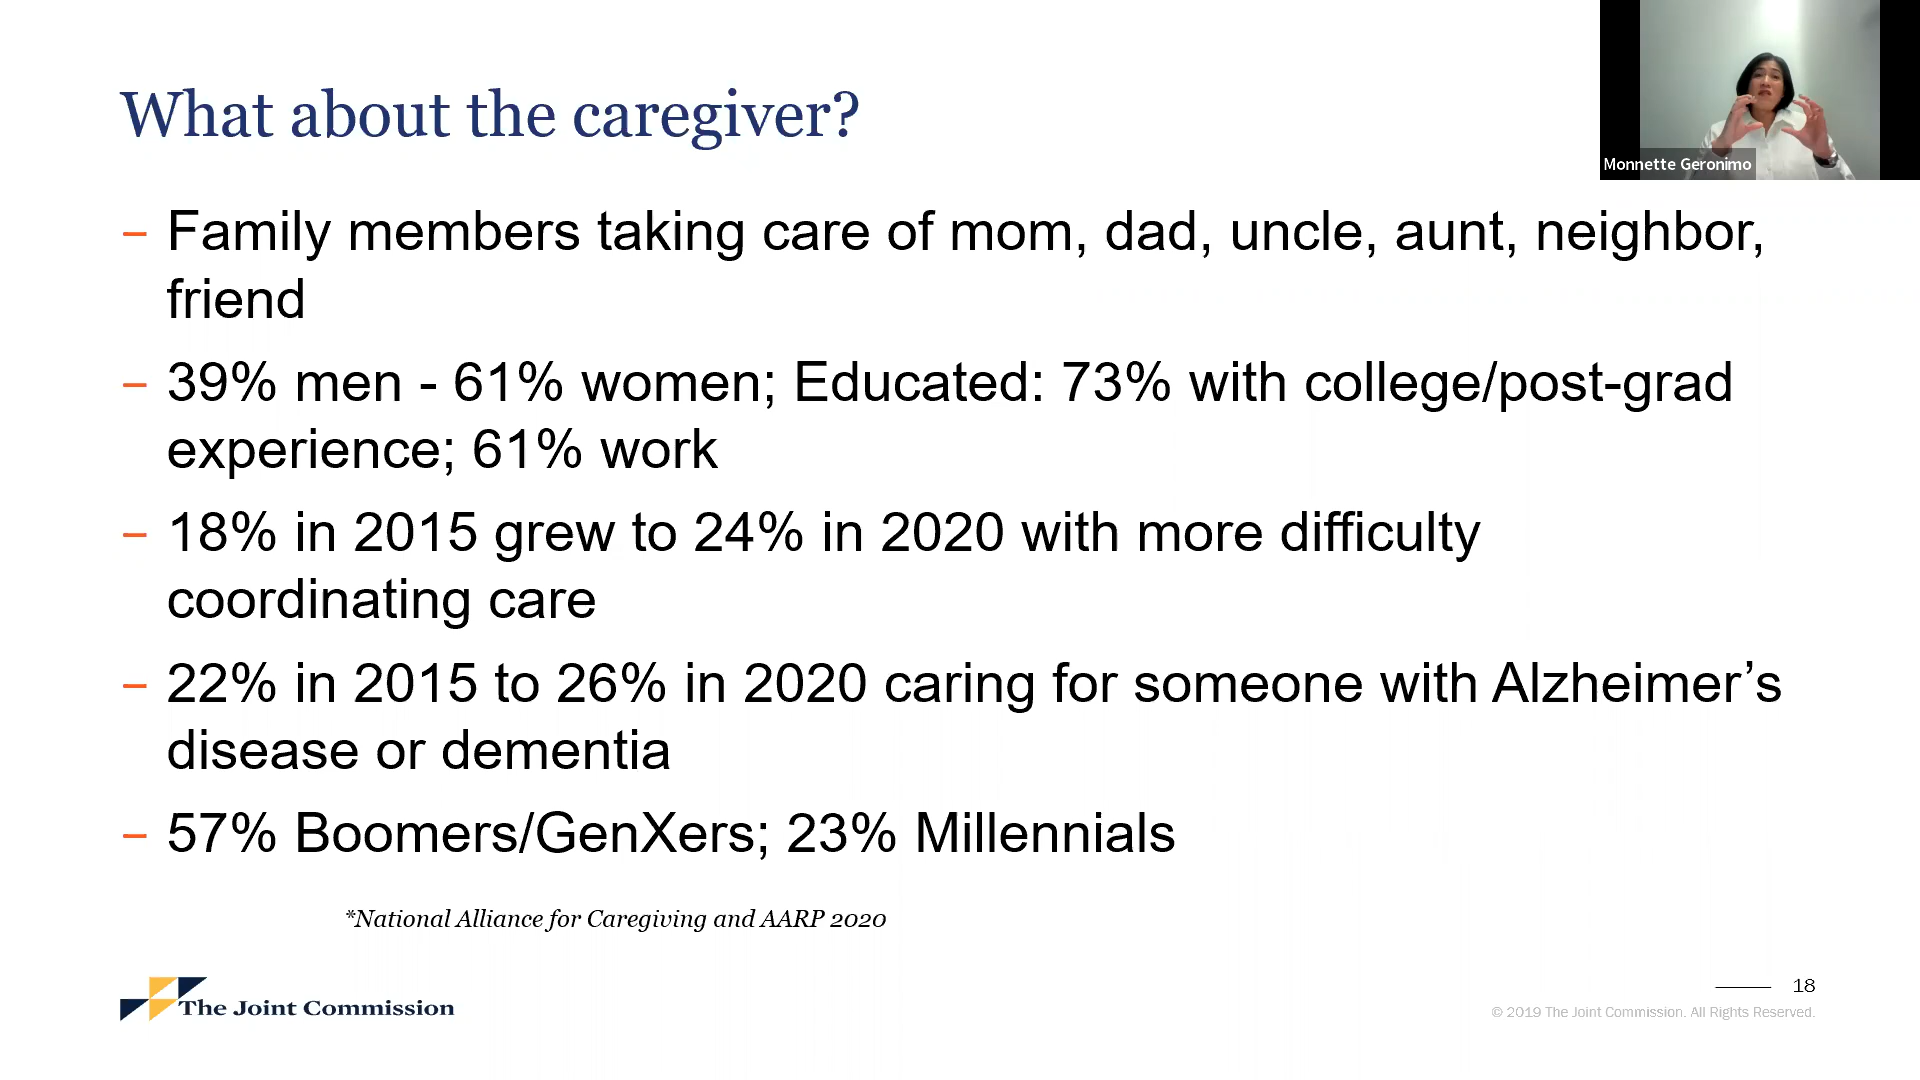 What about the caregiver?
Monnette Geronimo
– Family members taking care of mom, dad, uncle, aunt, neighbor,
friend
– 39% men - 61% women; Educated: 73% with college/post-grad
experience; 61% work
– 18% in 2015 grew to 24% in 2020 with more difficulty
coordinating care
– 22% in 2015 to 26% in 2020 caring for someone with Alzheimer’s
disease or dementia
– 57% Boomers/GenXers; 23% Millennials
*National Alliance for Caregiving and AARP 2020
The Joint Commission
18
© 2019 The Joint Commission. All Rights Reserved.